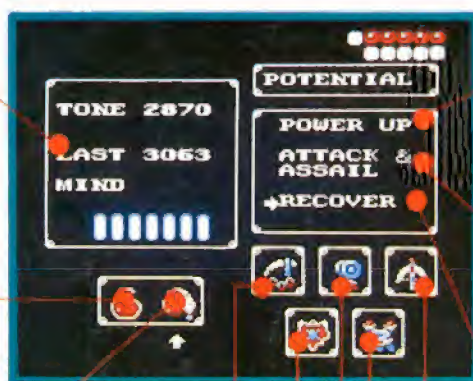 POTENTIAL
TONE 2870
LAST 3063
MIND
POWER UP
ATTACK &
ASSAIL
RECOVER